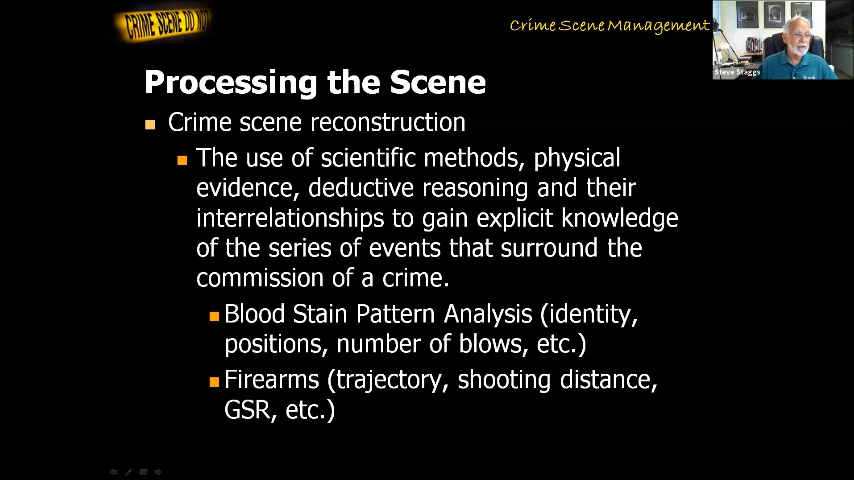 CRIME SCENE DO NOT
Crime Scene Management
Steve Staggs
Processing the Scene
Crime scene reconstruction
The use of scientific methods, physical
evidence, deductive reasoning and their
interrelationships to gain explicit knowledge
of the series of events that surround the
commission of a crime.
Blood Stain Pattern Analysis (identity,
positions, number of blows, etc.)
Firearms (trajectory, shooting distance,
GSR, etc.)